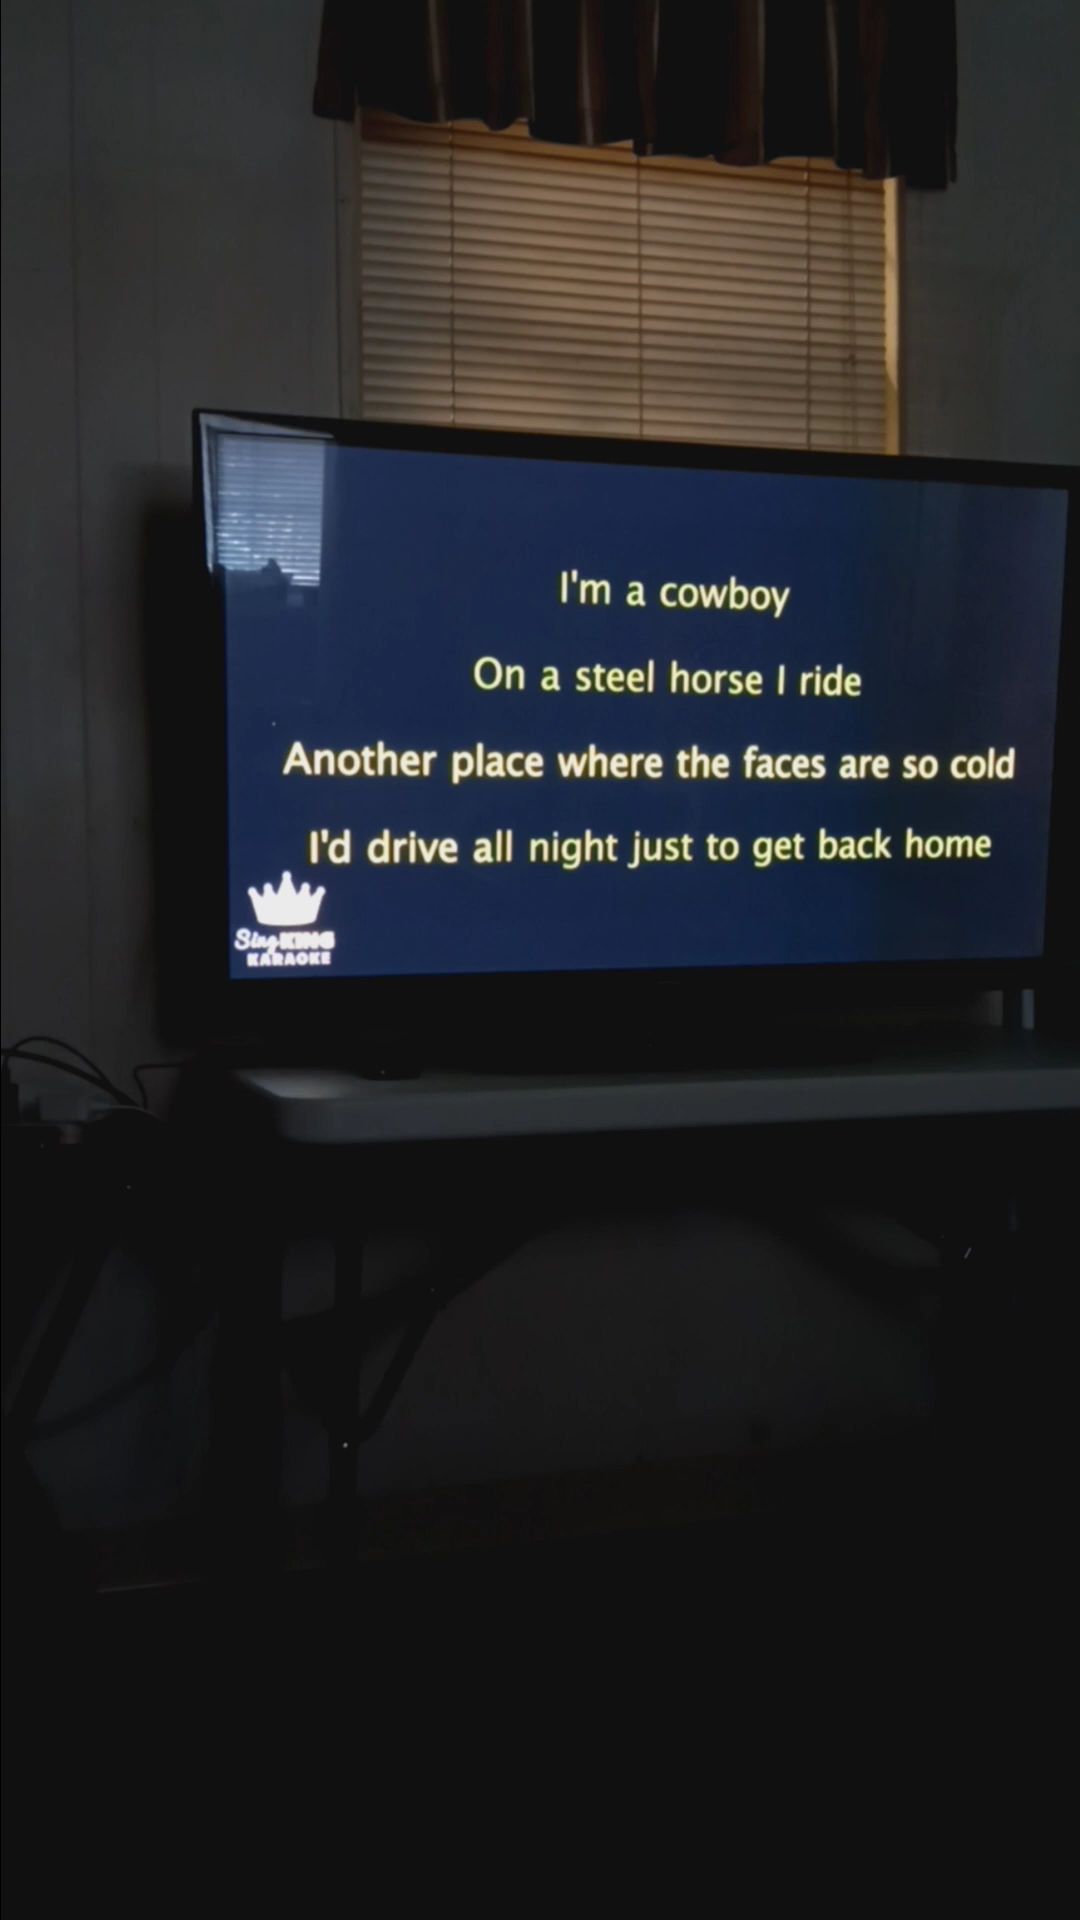 I'm a cowboy
On a steel horse I ride
Another place where the faces are so cold
I'd drive all night just to get back home
Sing KING
KARAOKE